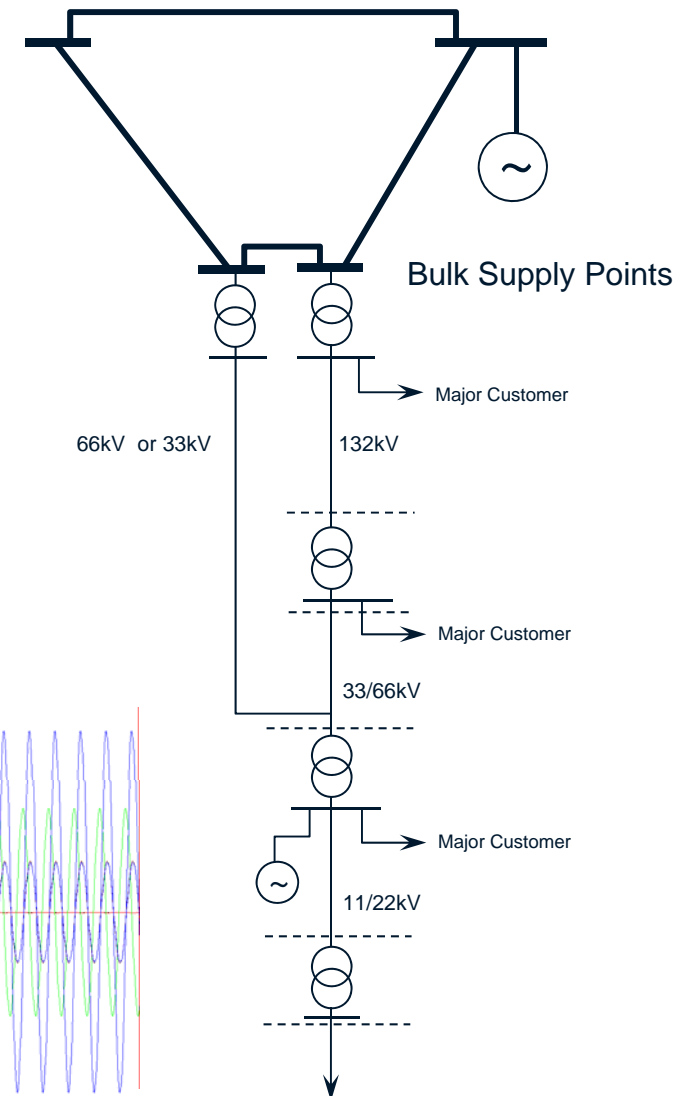 ~
Bulk Supply Points
Major Customer
66kV or 33kV
132kV
Major Customer
33/66kV
Major Customer
~
11/22kV